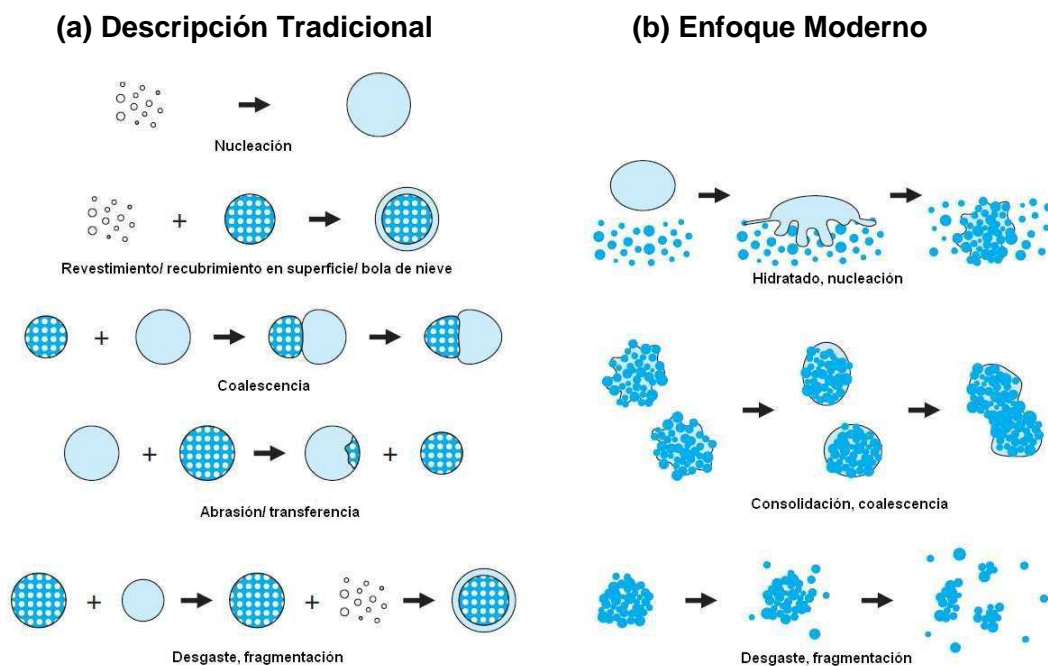 (a) Descripción Tradicional
Nucleación
Revestimiento/ recubrimiento en superficie/ bola de nieve
Coalescencia
Abrasión/ transferencia
Desgaste, fragmentación
(b) Enfoque Moderno
Hidratado, nucleación
Consolidación, coalescencia
Desgaste, fragmentación